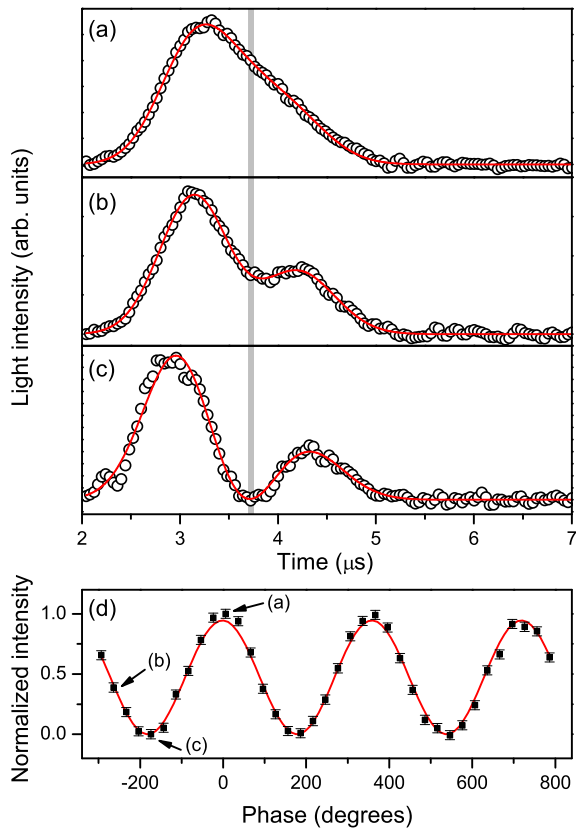 (a)
(b)
(c)
Light intensity (arb. units)
2 3 4 5 6 7
Time (μs)
(d)
(a)
(b)
(c)
Normalized intensity
1.0
0.5
0.0
-200 0 200 400 600 800
Phase (degrees)